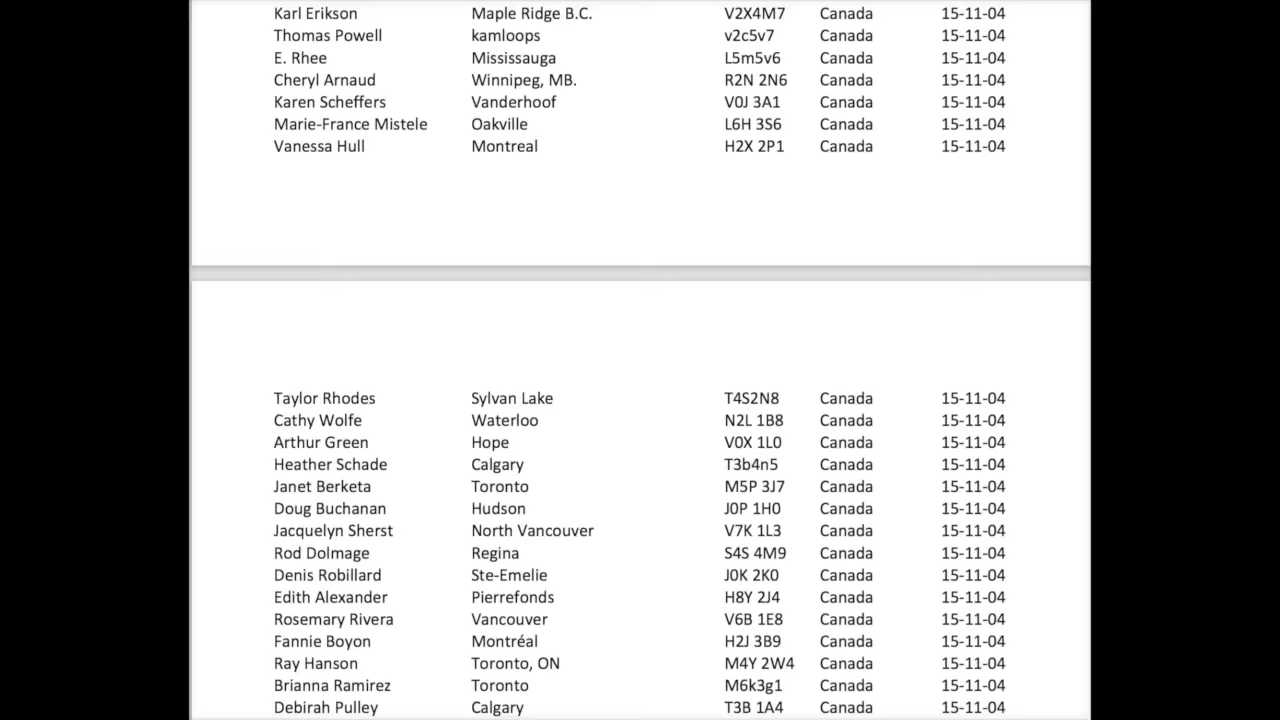 Karl Erikson Maple Ridge B.C. V2X4M7 Canada 15-11-04
Thomas Powell kamloops v2c5v7 Canada 15-11-04
E. Rhee Mississauga L5m5v6 Canada 15-11-04
Cheryl Arnaud Winnipeg, MB. R2N 2N6 Canada 15-11-04
Karen Scheffers Vanderhoof V0J 3A1 Canada 15-11-04
Marie-France Mistele Oakville L6H 3S6 Canada 15-11-04
Vanessa Hull Montreal H2X 2P1 Canada 15-11-04
Taylor Rhodes Sylvan Lake T4S2N8 Canada 15-11-04
Cathy Wolfe Waterloo N2L 1B8 Canada 15-11-04
Arthur Green Hope V0X 1L0 Canada 15-11-04
Heather Schade Calgary T3b4n5 Canada 15-11-04
Janet Berketa Toronto M5P 3J7 Canada 15-11-04
Doug Buchanan Hudson J0P 1H0 Canada 15-11-04
Jacquelyn Sherst North Vancouver V7K 1L3 Canada 15-11-04
Rod Dolmage Regina S4S 4M9 Canada 15-11-04
Denis Robillard Ste-Emelie J0K 2K0 Canada 15-11-04
Edith Alexander Pierrefonds H8Y 2J4 Canada 15-11-04
Rosemary Rivera Vancouver V6B 1E8 Canada 15-11-04
Fannie Boyon Montréal H2J 3B9 Canada 15-11-04
Ray Hanson Toronto, ON M4Y 2W4 Canada 15-11-04
Brianna Ramirez Toronto M6k3g1 Canada 15-11-04
Debirah Pulley Calgary T3B 1A4 Canada 15-11-04